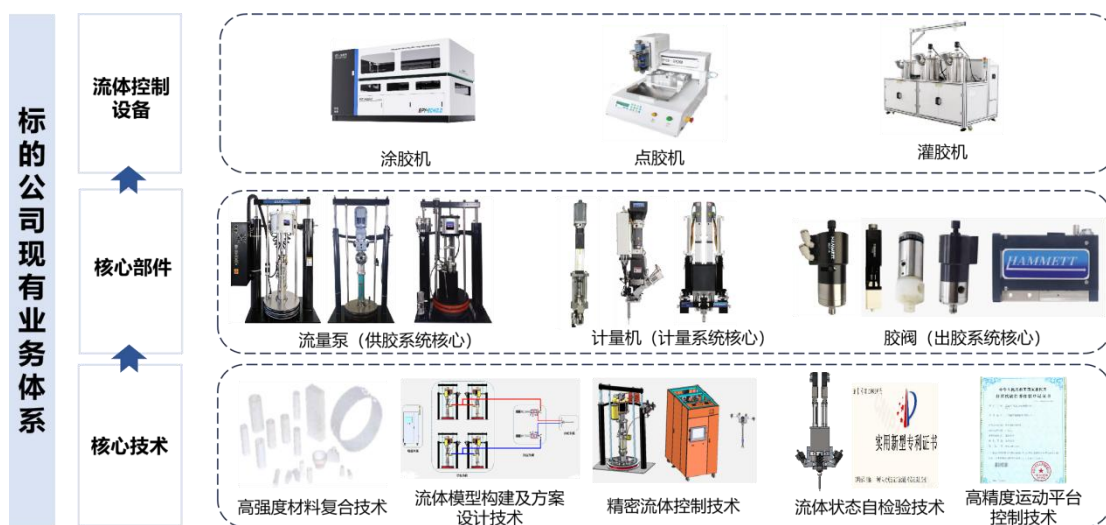 标的公司现有业务体系
流体控制
设备
涂胶机
点胶机
灌胶机
核心部件
HAMMETT
流量泵（供胶系统核心）
计量机（计量系统核心）
胶阀（出胶系统核心）
核心技术
实用新型专利证书
高强度材料复合技术
流体模型构建及方案
设计技术
精密流体控制技术
流体状态自检验技术
高精度运动平台
控制技术